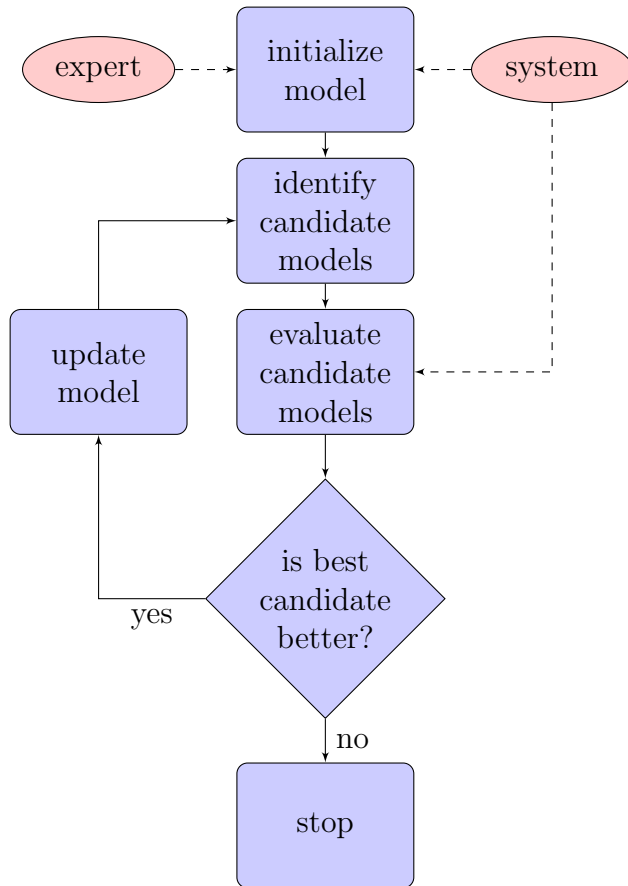 expert
initialize
model
system
identify
candidate
models
update
model
evaluate
candidate
models
is best
candidate
better?
yes
no
stop